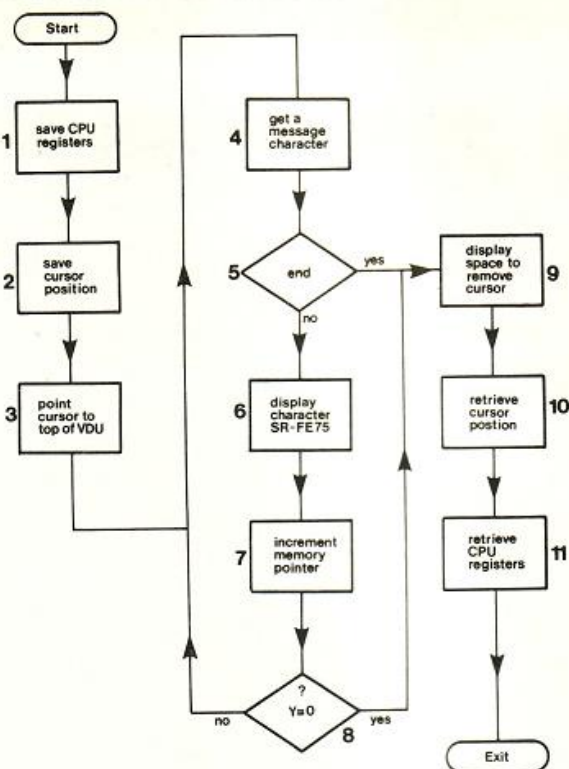 Start
1
save CPU
registers
2
save
cursor
position
3
point
cursor to
top of VDU
4
get a
message
character
5
end
yes
no
6
display
character
SR-FE75
7
increment
memory
pointer
?
Y=0
no
yes
8
display
space to
remove
cursor
9
retrieve
cursor
postion
10
retrieve
CPU
registers
11
Exit